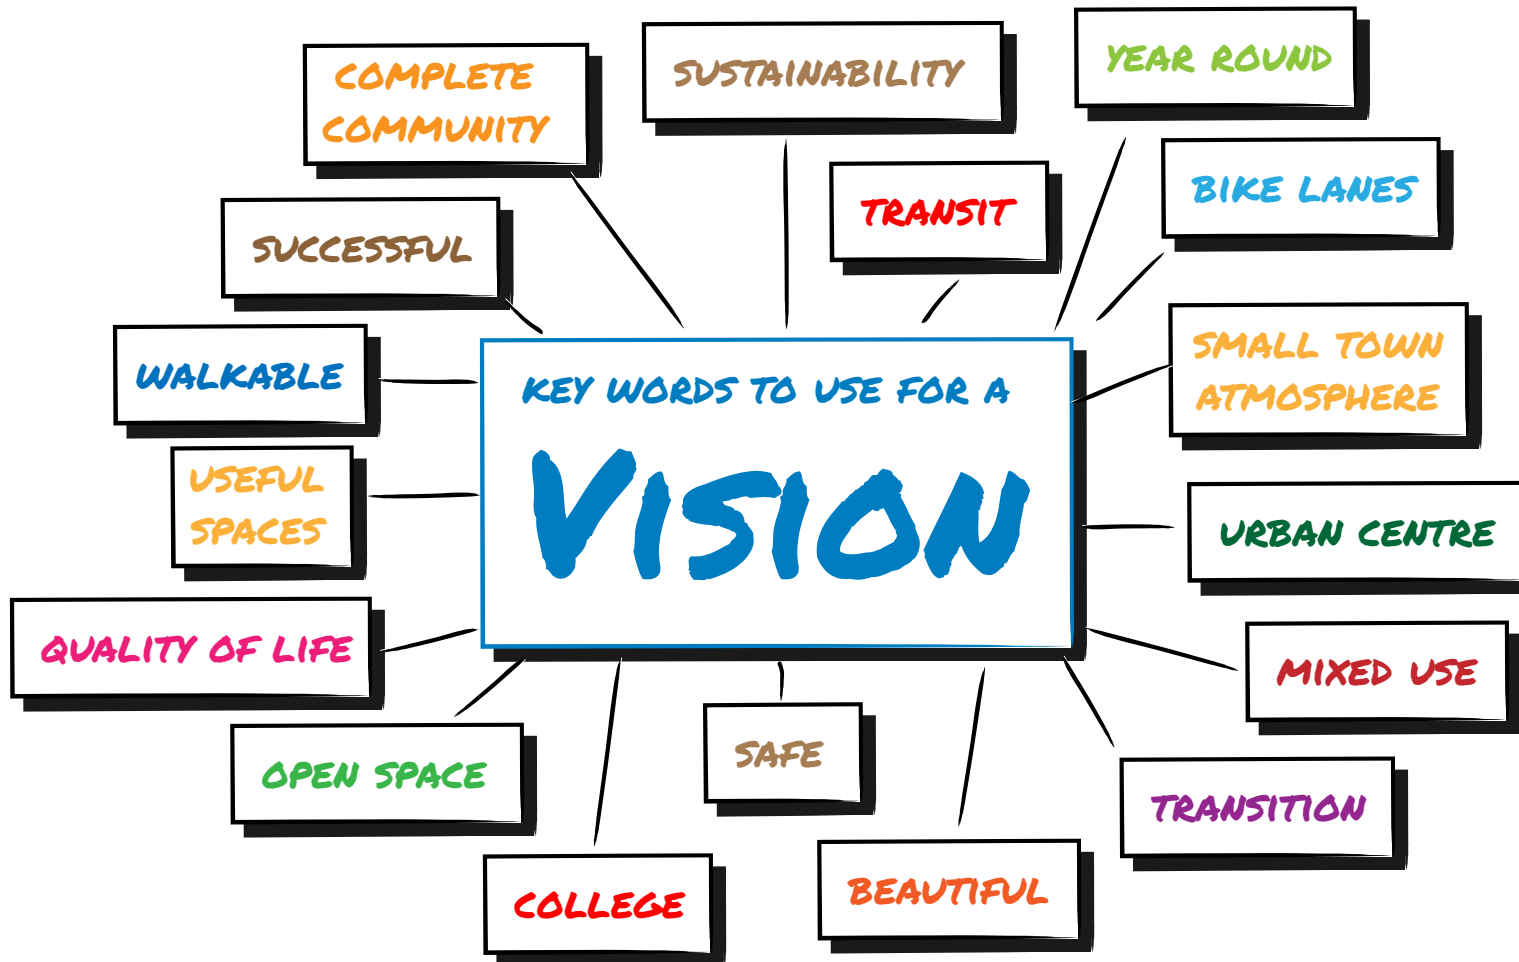 COMPLETE
COMMUNITY
SUSTAINABILITY
YEAR ROUND
TRANSIT
BIKE LANES
SUCCESSFUL
WALKABLE
SMALL TOWN
ATMOSPHERE
KEY WORDS TO USE FOR A
VISION
USEFUL
SPACES
URBAN CENTRE
QUALITY OF LIFE
MIXED USE
OPEN SPACE
SAFE
TRANSITION
COLLEGE
BEAUTIFUL